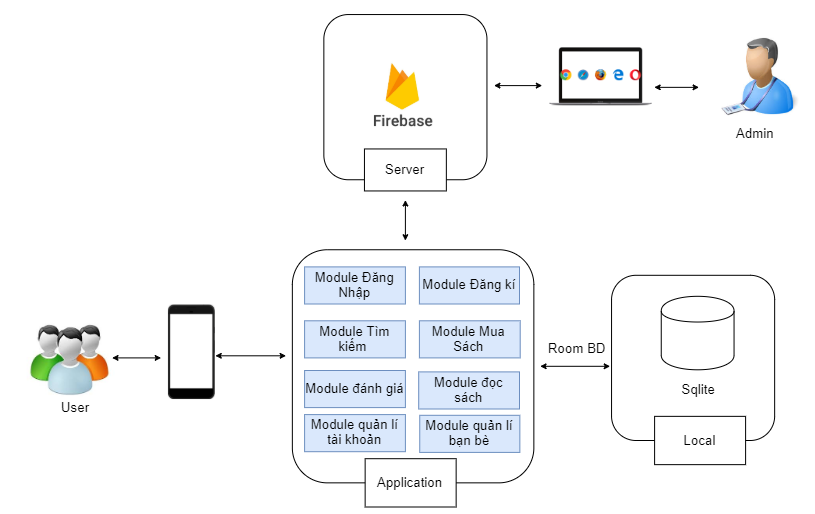 Firebase
Server
Admin
Module Đăng
Nhập
Module Đăng kí
Module Tìm
kiếm
Module Mua
Sách
Module đánh giá
Module đọc
sách
Module quản lí
tài khoản
Module quản lí
bạn bè
Application
User
Room BD
Sqlite
Local